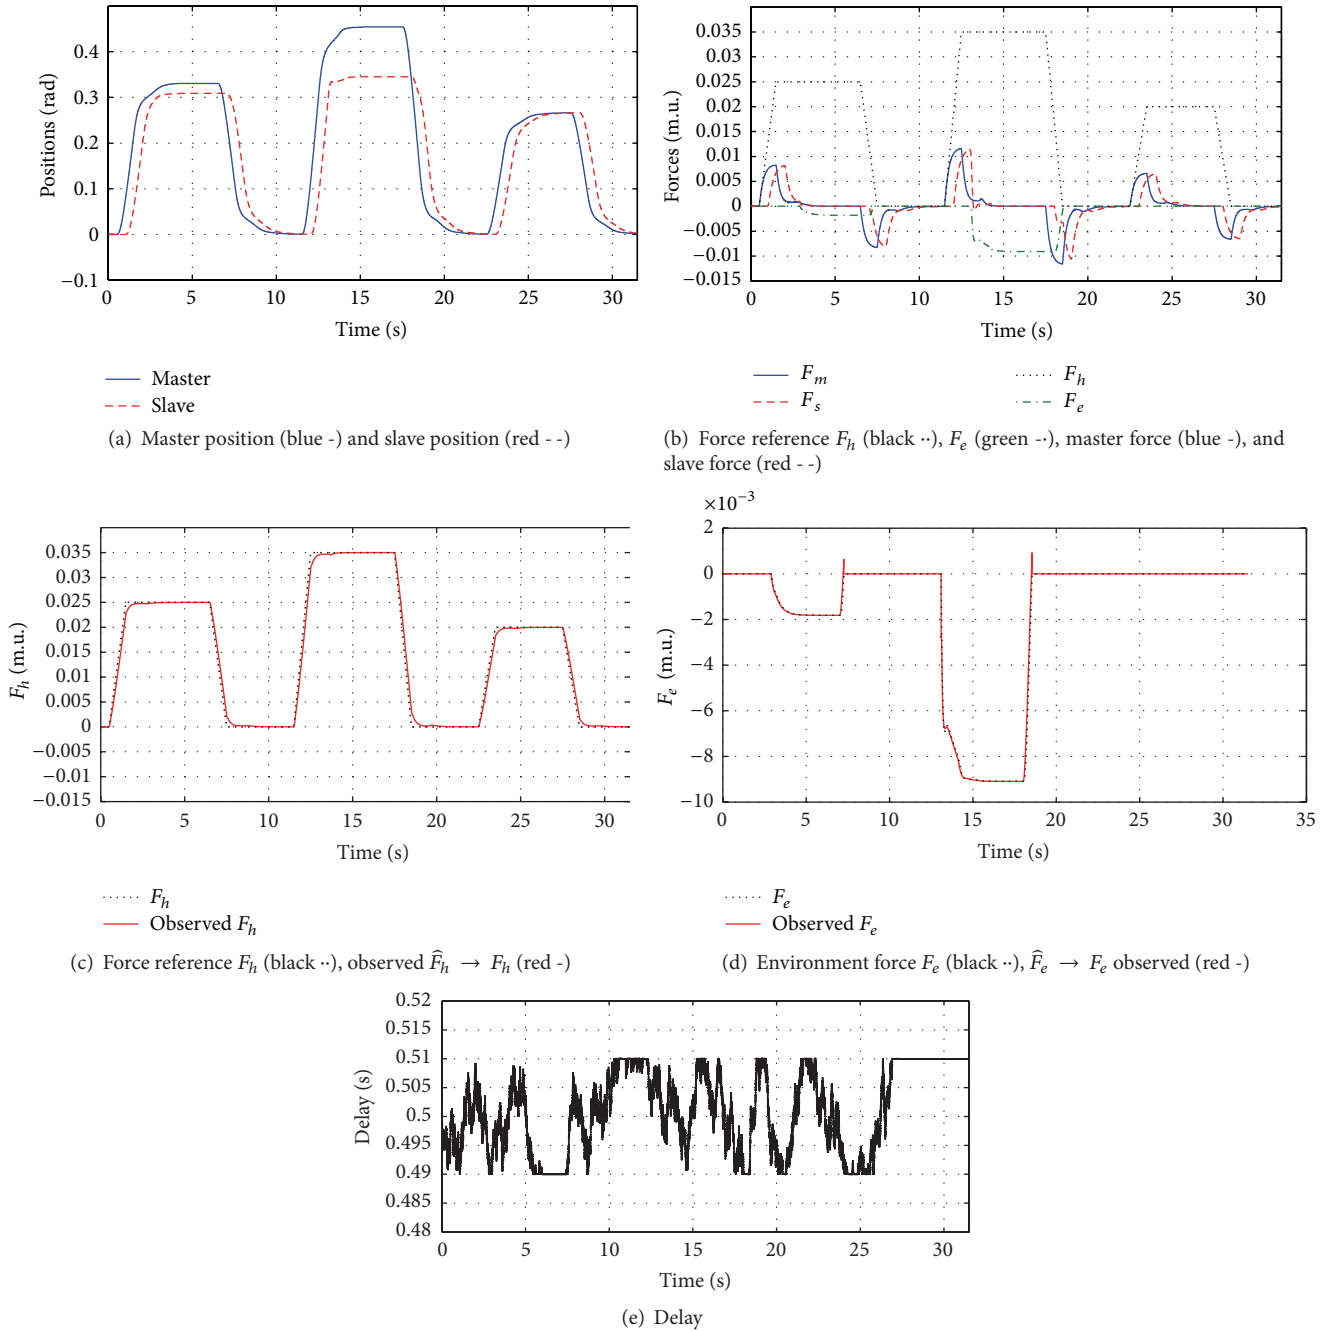 0.4
0.3
0.2
0.1
0
−0.1
Positions (rad)
0 5 10 15 20 25 30
Time (s)
Master
Slave
(a) Master position (blue -) and slave position (red - -)
0.035
0.03
0.025
0.02
0.015
0.01
0.005
0
−0.005
−0.01
−0.015
Forces (m.u.)
0 5 10 15 20 25 30
Time (s)
F_m
F_s
F_h
F_e
(b) Force reference F_h (black ··), F_e (green -·), master force (blue -), and
slave force (red - -)
0.035
0.03
0.025
0.02
0.015
0.01
0.005
0
−0.005
−0.01
−0.015
F_h (m.u.)
0 5 10 15 20 25 30
Time (s)
F_h
Observed F_h
(c) Force reference F_h (black ··), observed F̂_h → F_h (red -)
×10⁻³
2
0
−2
−4
−6
−8
−10
F_e (m.u.)
0 5 10 15 20 25 30 35
Time (s)
F_e
Observed F_e
(d) Environment force F_e (black ··), F̂_e → F_e observed (red -)
0.52
0.515
0.51
0.505
0.5
0.495
0.49
0.485
0.48
Delay (s)
0 5 10 15 20 25 30
Time (s)
(e) Delay